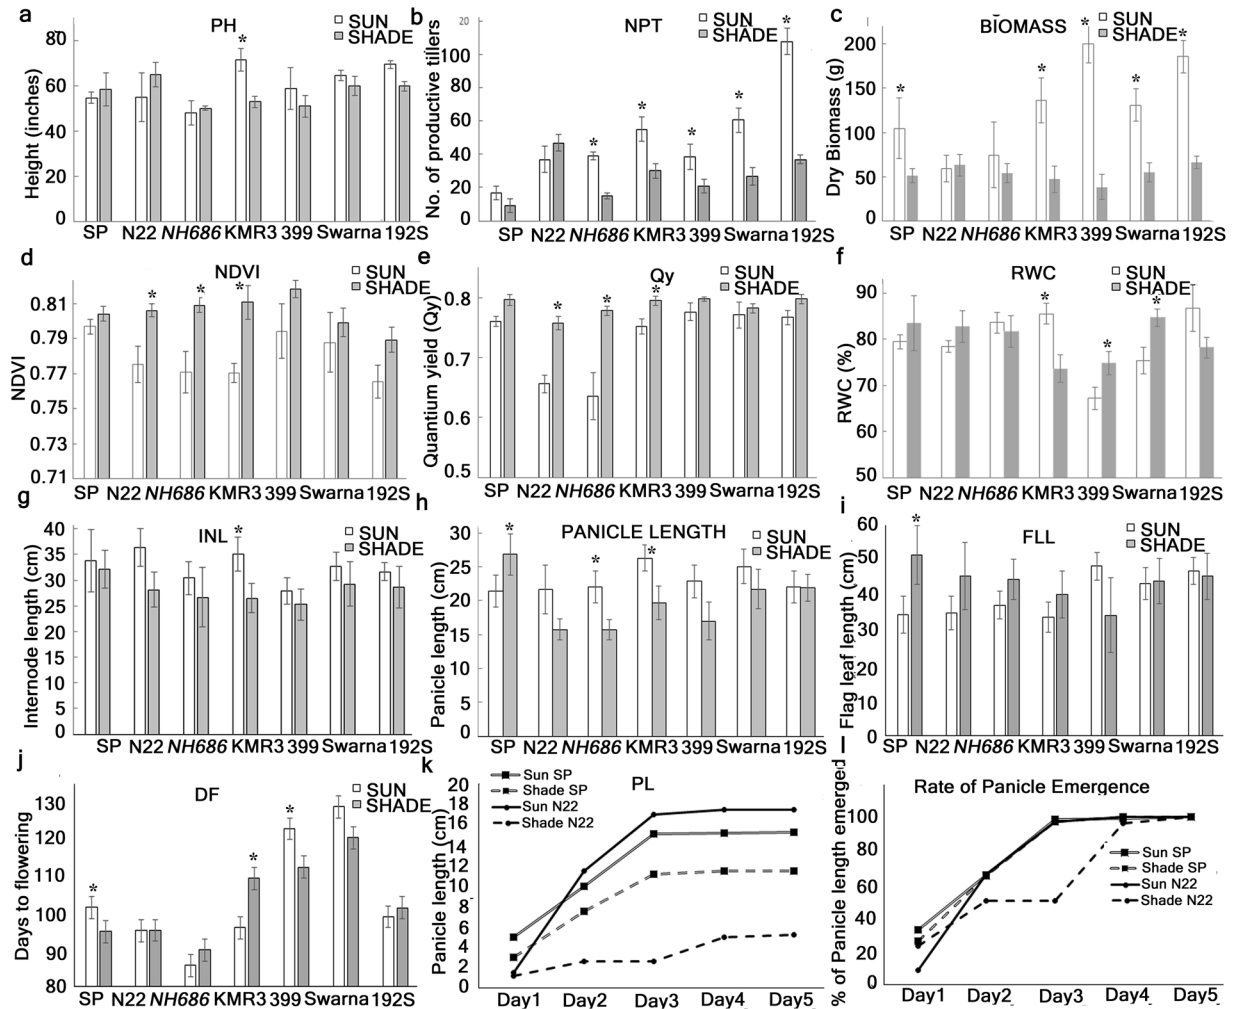 a
PH
SUN
SHADE
Height (inches)
80
60
40
20
0
*
SP N22 NH686 KMR3 399 Swarna 192S
b
NPT
SUN
SHADE
No. of productive tillers
20
100
80
60
40
20
0
* * * * *
SP N22 NH686 KMR3 399 Swarna 192S
c
BIOMASS
SUN
SHADE
Dry Biomass (g)
200
150
100
50
0
* * * * *
SP N22 NH686 KMR3 399 Swarna 192S
d
NDVI
SUN
SHADE
NDVI
0.81
0.79
0.77
0.75
0.73
0.71
* * *
SP N22 NH686 KMR3 399 Swarna 192S
e
Qy
SUN
SHADE
Quantum yield (Qy)
0.8
0.7
0.6
0.5
* * *
SP N22 NH686 KMR3 399 Swarna 192S
f
RWC
SUN
SHADE
RWC (%)
90
80
70
60
50
* * *
SP N22 NH686 KMR3 399 Swarna 192S
g
INL
SUN
SHADE
Internode length (cm)
40
35
30
25
20
15
10
5
0
*
SP N22 NH686 KMR3 399 Swarna 192S
h
PANICLE LENGTH
SUN
SHADE
Panicle length (cm)
30
25
20
15
10
5
0
* * *
SP N22 NH686 KMR3 399 Swarna 192S
i
FLL
SUN
SHADE
Flag leaf length (cm)
60
50
40
30
20
10
0
*
SP N22 NH686 KMR3 399 Swarna 192S
j
DF
SUN
SHADE
Days to flowering
130
120
110
100
90
80
* * *
SP N22 NH686 KMR3 399 Swarna 192S
k
PL
Sun SP
Shade SP
Sun N22
Shade N22
Panicle length (cm)
20
18
16
14
12
10
8
6
4
2
0
Day1 Day2 Day3 Day4 Day5
l
Rate of Panicle Emergence
Sun SP
Shade SP
Sun N22
Shade N22
% of Panicle length emerged
100
80
60
40
20
0
Day1 Day2 Day3 Day4 Day5